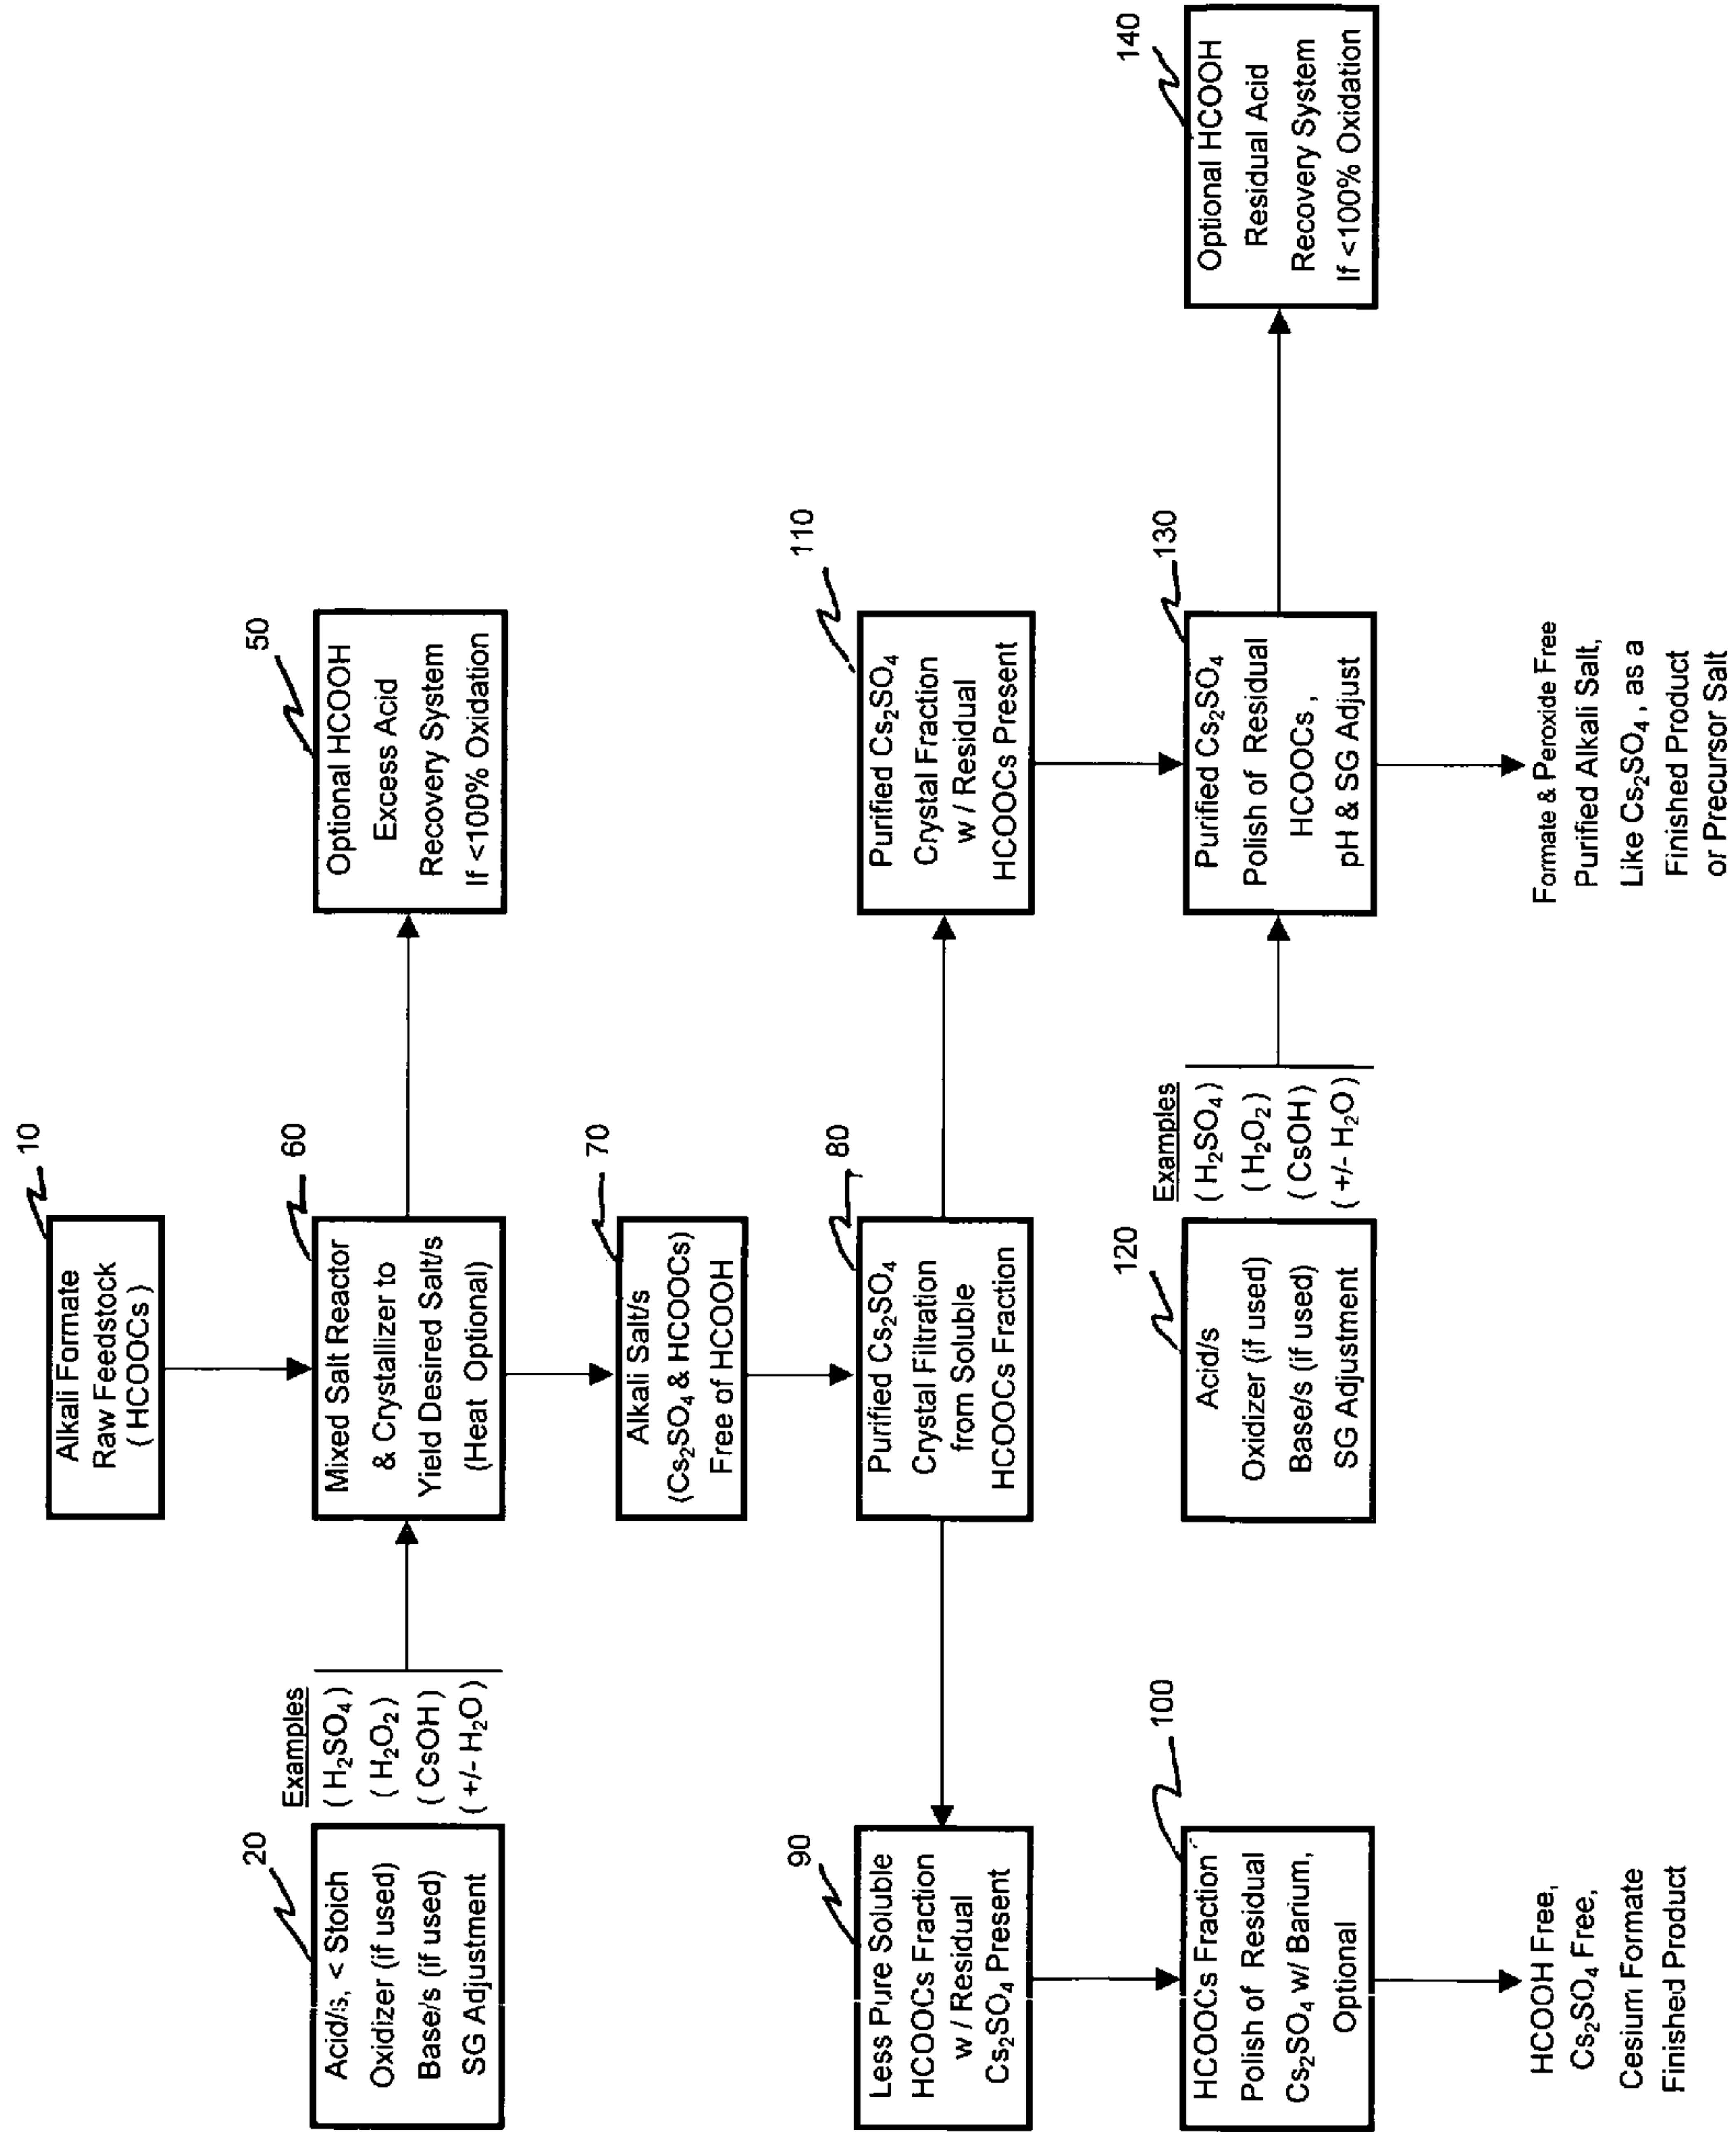 10
Alkali Formate
Raw Feedstock
( HCOOCs )
20
Acid/s, < Stoich
Oxidizer (if used)
Base/s (if used)
SG Adjustment
Examples
( H₂SO₄ )
( H₂O₂ )
( CsOH )
( +/- H₂O )
60
Mixed Salt Reactor
& Crystallizer to
Yield Desired Salt/s
(Heat Optional)
50
Optional HCOOH
Excess Acid
Recovery System
If <100% Oxidation
70
Alkali Salt/s
(Cs₂SO₄ & HCOOCs)
Free of HCOOH
80
Purified Cs₂SO₄
Crystal Filtration
from Soluble
HCOOCs Fraction
90
Less Pure Soluble
HCOOCs Fraction
w / Residual
Cs₂SO₄ Present
110
Purified Cs₂SO₄
Crystal Fraction
w / Residual
HCOOCs Present
100
HCOOCs Fraction
Polish of Residual
Cs₂SO₄ w/ Barium,
Optional
120
Acid/s
Oxidizer (if used)
Base/s (if used)
SG Adjustment
Examples
( H₂SO₄ )
( H₂O₂ )
( CsOH )
( +/- H₂O )
130
Purified Cs₂SO₄
Polish of Residual
HCOOCs ,
pH & SG Adjust
140
Optional HCOOH
Residual Acid
Recovery System
If <100% Oxidation
HCOOH Free,
Cs₂SO₄ Free,
Cesium Formate
Finished Product
Formate & Peroxide Free
Purified Alkali Salt,
Like Cs₂SO₄ , as a
Finished Product
or Precursor Salt